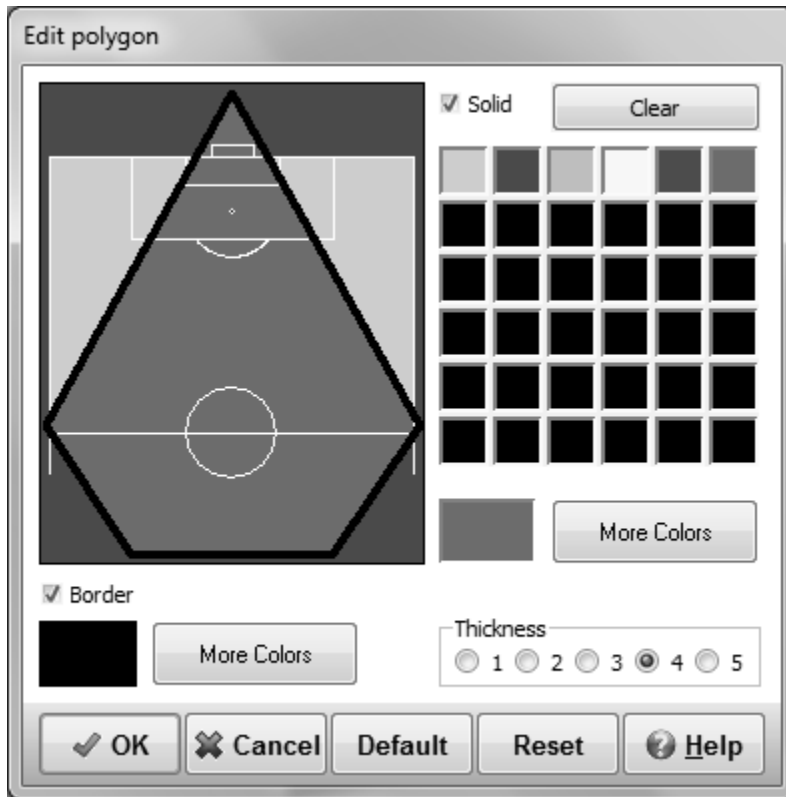 Edit polygon
Solid
Clear
More Colors
Border
More Colors
Thickness
1 2 3 4 5
OK Cancel Default Reset Help